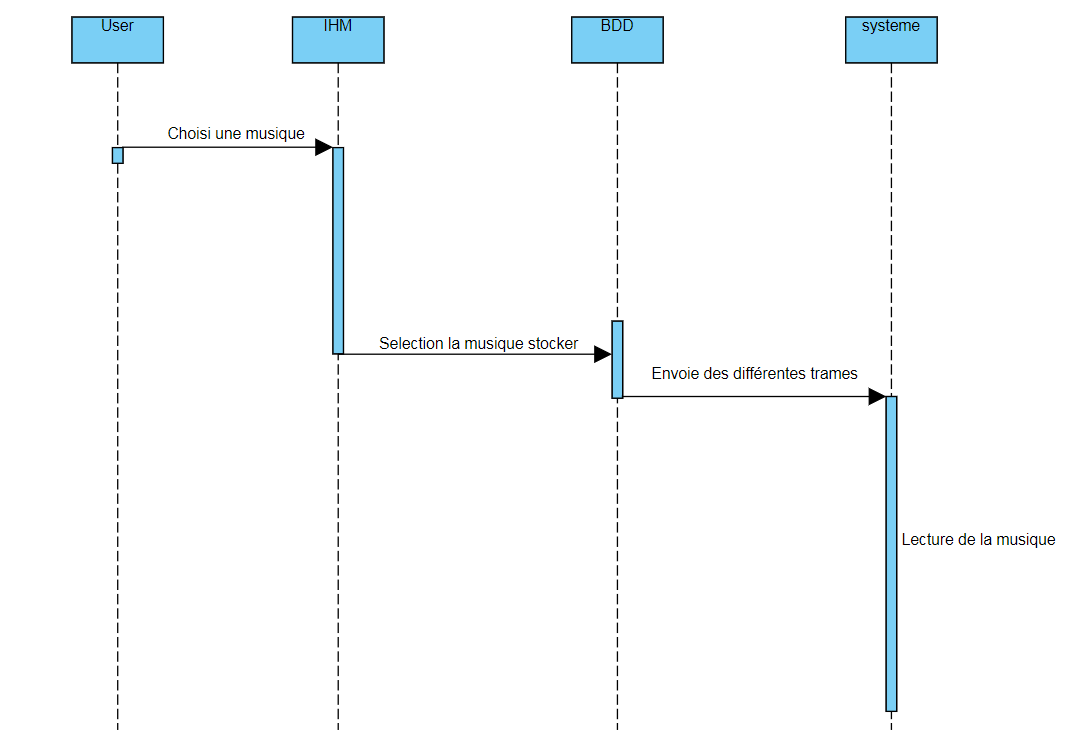 User
IHM
BDD
systeme
Choisi une musique
Selection la musique stocker
Envoie des différentes trames
Lecture de la musique